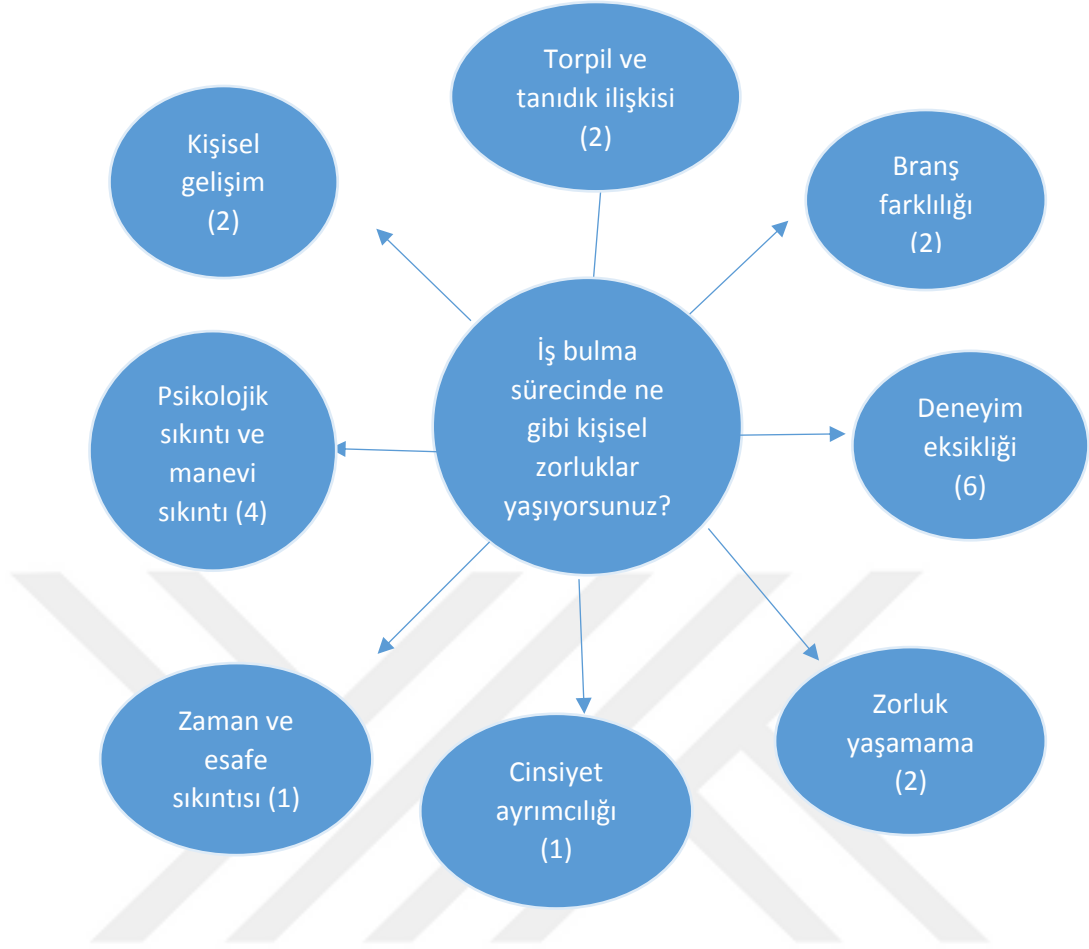 Torpil ve
tanıdık ilişkisi
(2)
Kişisel
gelişim
(2)
Branş
farklılığı
(2)
İş bulma
sürecinde ne
gibi kişisel
zorluklar
yaşıyorsunuz?
Psikolojik
sıkıntı ve
manevi
sıkıntı (4)
Deneyim
eksikliği
(6)
Zaman ve
esafe
sıkıntısı (1)
Cinsiyet
ayrımcılığı
(1)
Zorluk
yaşamama
(2)